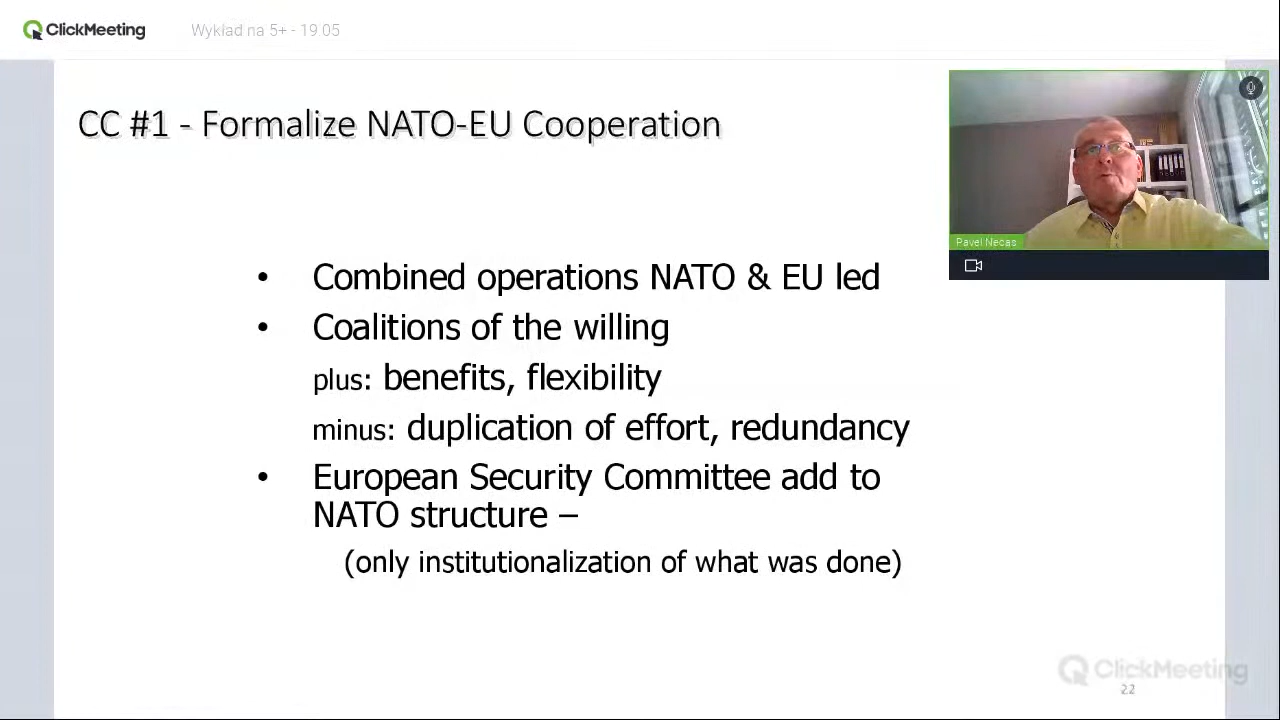 ClickMeeting
Wykład na 5+ - 19.05
CC #1 - Formalize NATO-EU Cooperation
Pavel Necas
• Combined operations NATO & EU led
• Coalitions of the willing
plus: benefits, flexibility
minus: duplication of effort, redundancy
• European Security Committee add to
NATO structure –
(only institutionalization of what was done)
ClickMeeting
22